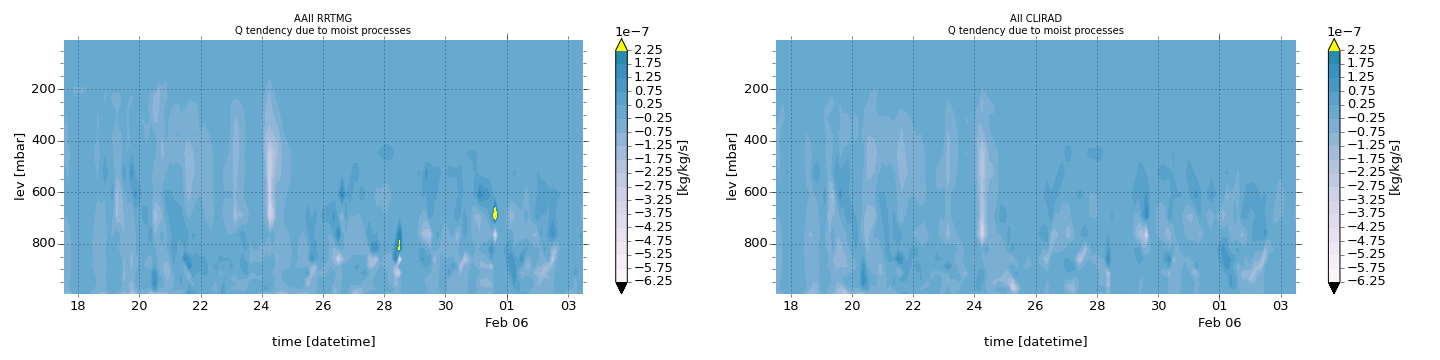 AAII RRTMG
Q tendency due to moist processes
1e−7
2.25
1.75
1.25
0.75
0.25
−0.25
−0.75
−1.25
−1.75
−2.25
−2.75
−3.25
−3.75
−4.25
−4.75
−5.25
−5.75
−6.25
[kg/kg/s]
lev [mbar]
200
400
600
800
18 20 22 24 26 28 30 01 03
Feb 06
time [datetime]
AII CLIRAD
Q tendency due to moist processes
1e−7
2.25
1.75
1.25
0.75
0.25
−0.25
−0.75
−1.25
−1.75
−2.25
−2.75
−3.25
−3.75
−4.25
−4.75
−5.25
−5.75
−6.25
[kg/kg/s]
lev [mbar]
200
400
600
800
18 20 22 24 26 28 30 01 03
Feb 06
time [datetime]